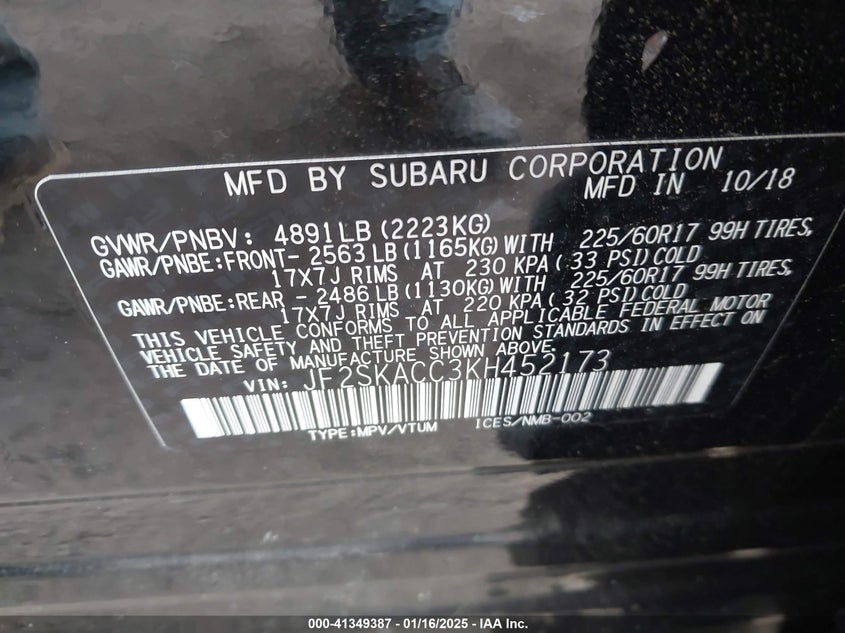 MFD BY SUBARU CORPORATION
MFD IN 10/18
GVWR/PNBV: 4891LB (2223KG)
GAWR/PNBE:FRONT- 2563LB (1165KG) WITH 225/60R17 99H TIRES,
17X7J RIMS AT 230 KPA( 33 PSI) COLD
GAWR/PNBE:REAR - 2486LB (1130KG) WITH 225/60R17 99H TIRES,
17X7J RIMS AT 220 KPA( 32 PSI) COLD
THIS VEHICLE CONFORMS TO ALL APPLICABLE FEDERAL MOTOR
VEHICLE SAFETY AND THEFT PREVENTION STANDARDS IN EFFECT ON
THE DATE OF MANUFACTURE SHOWN ABOVE.
VIN: JF2SKACC3KH452173
TYPE:MPV/VTUM ICES/NMB-002
000-41349387 - 01/16/2025 - IAA Inc.